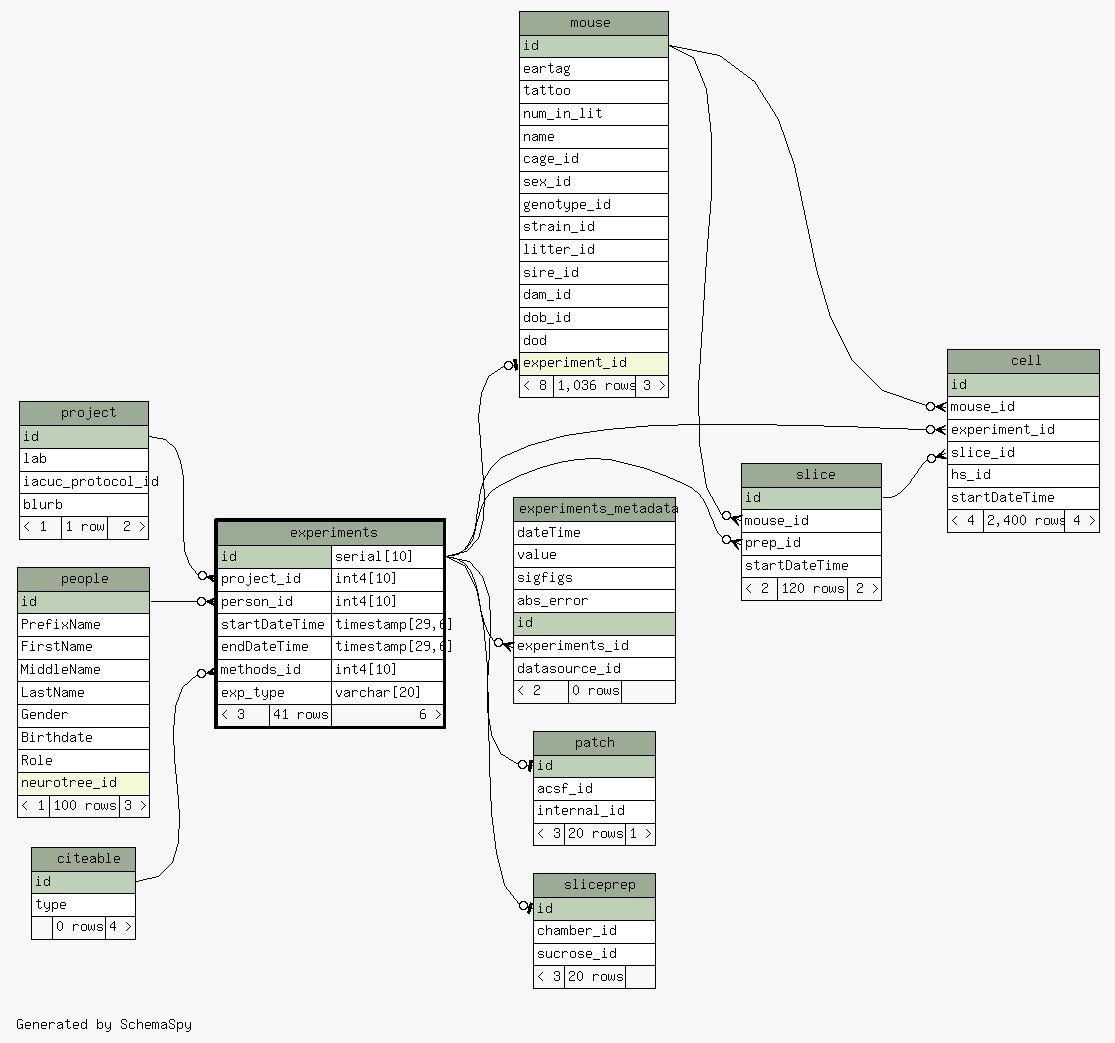 mouse
id
eartag
tattoo
num_in_lit
name
cage_id
sex_id
genotype_id
strain_id
litter_id
sire_id
dam_id
dob_id
dod
experiment_id
< 8 1,036 rows 3 >
cell
id
mouse_id
experiment_id
slice_id
hs_id
startDateTime
< 4 2,400 rows 4 >
project
id
lab
iacuc_protocol_id
blurb
< 1 1 row 2 >
slice
id
mouse_id
prep_id
startDateTime
< 2 120 rows 2 >
experiments_metadata
dateTime
value
sigfigs
abs_error
id
experiments_id
datasource_id
< 2 0 rows
experiments
id serial[10]
project_id int4[10]
person_id int4[10]
startDateTime timestamp[29,6]
endDateTime timestamp[29,6]
methods_id int4[10]
exp_type varchar[20]
< 3 41 rows 6 >
people
id
PrefixName
FirstName
MiddleName
LastName
Gender
Birthdate
Role
neurotree_id
< 1 100 rows 3 >
patch
id
acsf_id
internal_id
< 3 20 rows 1 >
citeable
id
type
0 rows 4 >
sliceprep
id
chamber_id
sucrose_id
< 3 20 rows
Generated by SchemaSpy